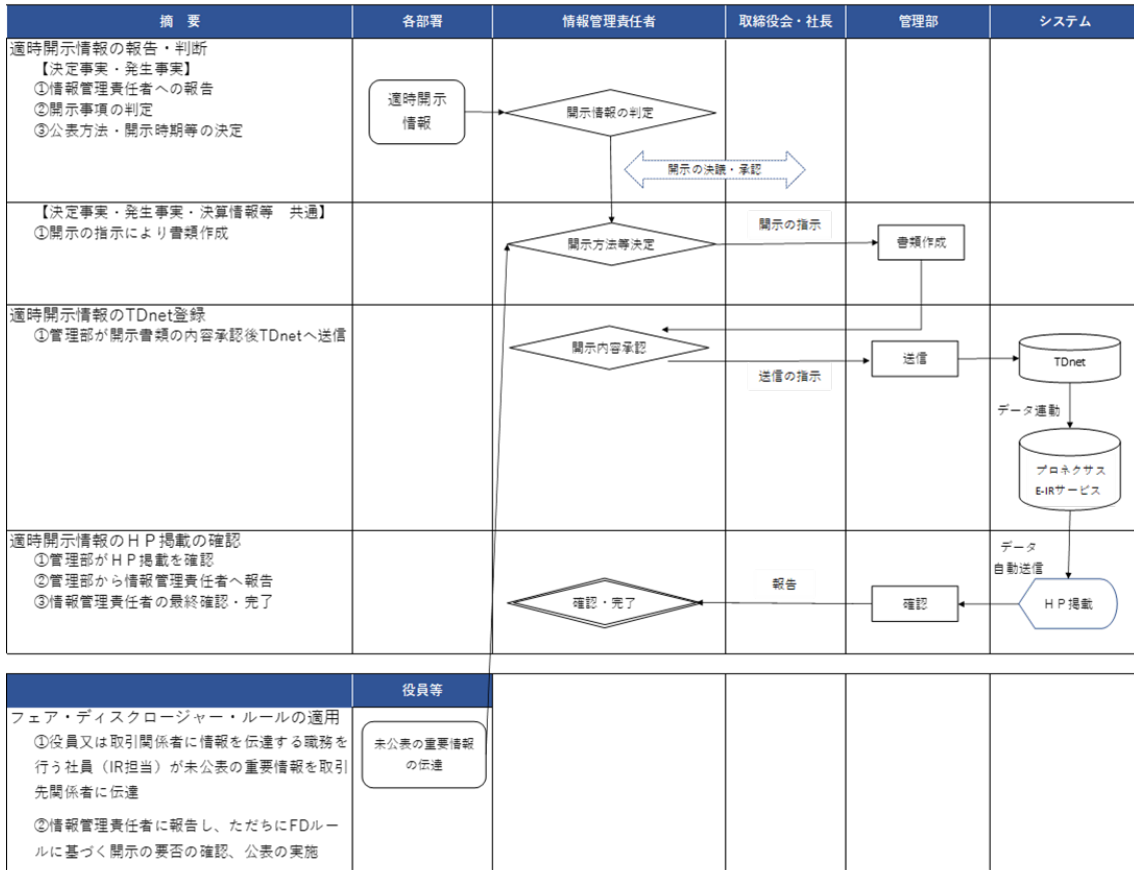 摘　要
各部署
情報管理責任者
取締役会・社長
管理部
システム
適時開示情報の報告・判断
【決定事実・発生事実】
①情報管理責任者への報告
②開示事項の判定
③公表方法・開示時期等の決定
適時開示
情報
開示情報の判定
開示の決議・承認
【決定事実・発生事実・決算情報等　共通】
①開示の指示により書類作成
開示方法等決定
開示の指示
書類作成
適時開示情報のTDnet登録
①管理部が開示書類の内容承認後TDnetへ送信
開示内容承認
送信の指示
送信
TDnet
データ連動
プロネクサス
E-IRサービス
適時開示情報のＨＰ掲載の確認
①管理部がＨＰ掲載を確認
②管理部から情報管理責任者へ報告
③情報管理責任者の最終確認・完了
確認・完了
報告
確認
データ
自動送信
ＨＰ掲載
役員等
フェア・ディスクロージャー・ルールの適用
①役員又は取引関係者に情報を伝達する職務を
行う社員（IR担当）が未公表の重要情報を取引
先関係者に伝達
②情報管理責任者に報告し、ただちにFDルー
ルに基づく開示の要否の確認、公表の実施
未公表の重要情報
の伝達